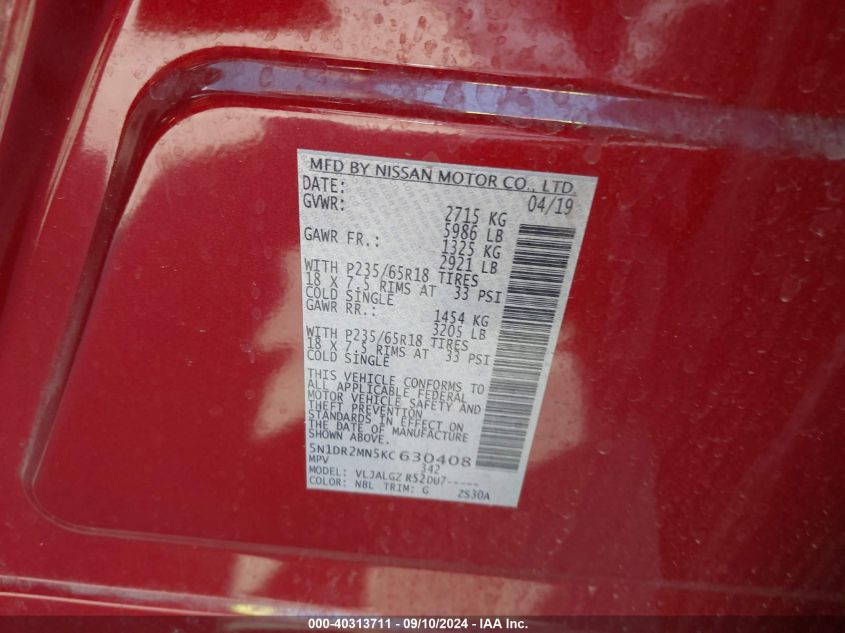 MFD BY NISSAN MOTOR CO., LTD.
DATE: 04/19
GVWR: 2715 KG
5986 LB
GAWR FR.: 1325 KG
2921 LB
WITH P235/65R18 TIRES
18 X 7.5 RIMS AT 33 PSI
COLD SINGLE
GAWR RR.: 1454 KG
3205 LB
WITH P235/65R18 TIRES
18 X 7.5 RIMS AT 33 PSI
COLD SINGLE
THIS VEHICLE CONFORMS TO
ALL APPLICABLE FEDERAL
MOTOR VEHICLE SAFETY AND
THEFT PREVENTION
STANDARDS IN EFFECT ON
THE DATE OF MANUFACTURE
SHOWN ABOVE.
5N1DR2MN5KC 630408
MPV 342
MODEL: VLJALGZ R52DU7-----
COLOR: NBL TRIM: G ZS30A
000-40313711 - 09/10/2024 - IAA Inc.